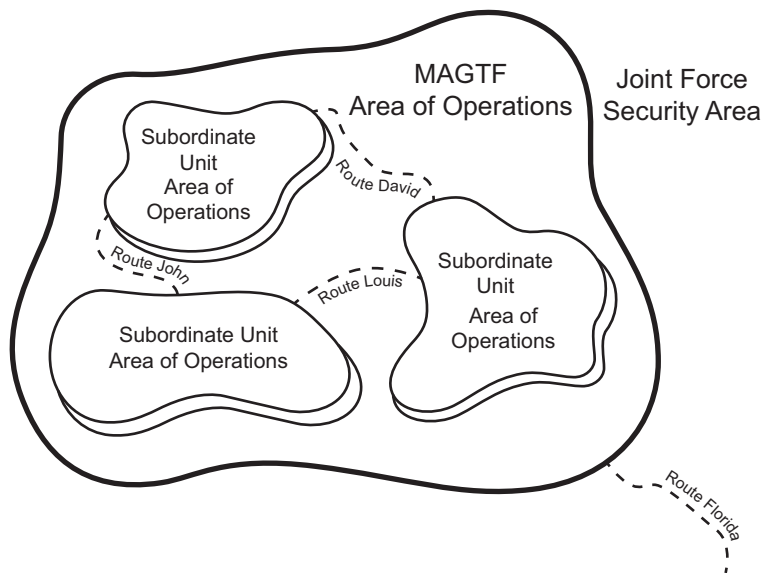 MAGTF
Area of Operations
Joint Force
Security Area
Subordinate
Unit
Area of
Operations
Route David
Route John
Route Louis
Subordinate
Unit
Area of
Operations
Subordinate Unit
Area of Operations
Route Florida